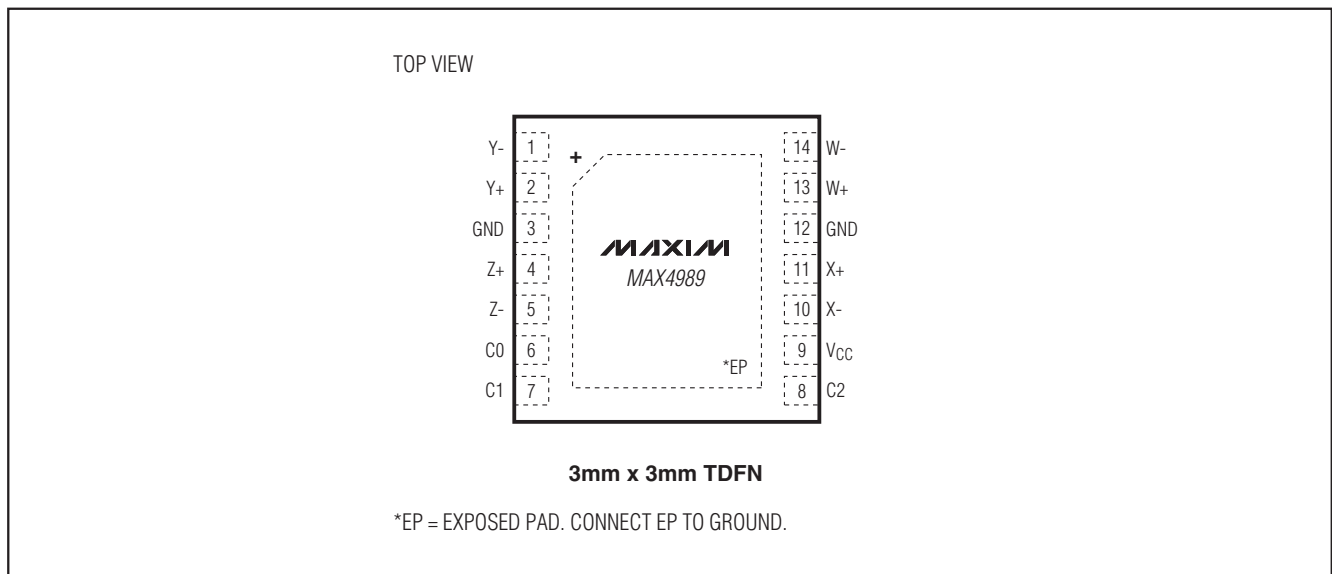 TOP VIEW
Y- 1 + 14 W-
Y+ 2 13 W+
GND 3 12 GND
MAXIM
Z+ 4 MAX4989 11 X+
Z- 5 10 X-
C0 6 9 VCC
*EP
C1 7 8 C2
3mm x 3mm TDFN
*EP = EXPOSED PAD. CONNECT EP TO GROUND.